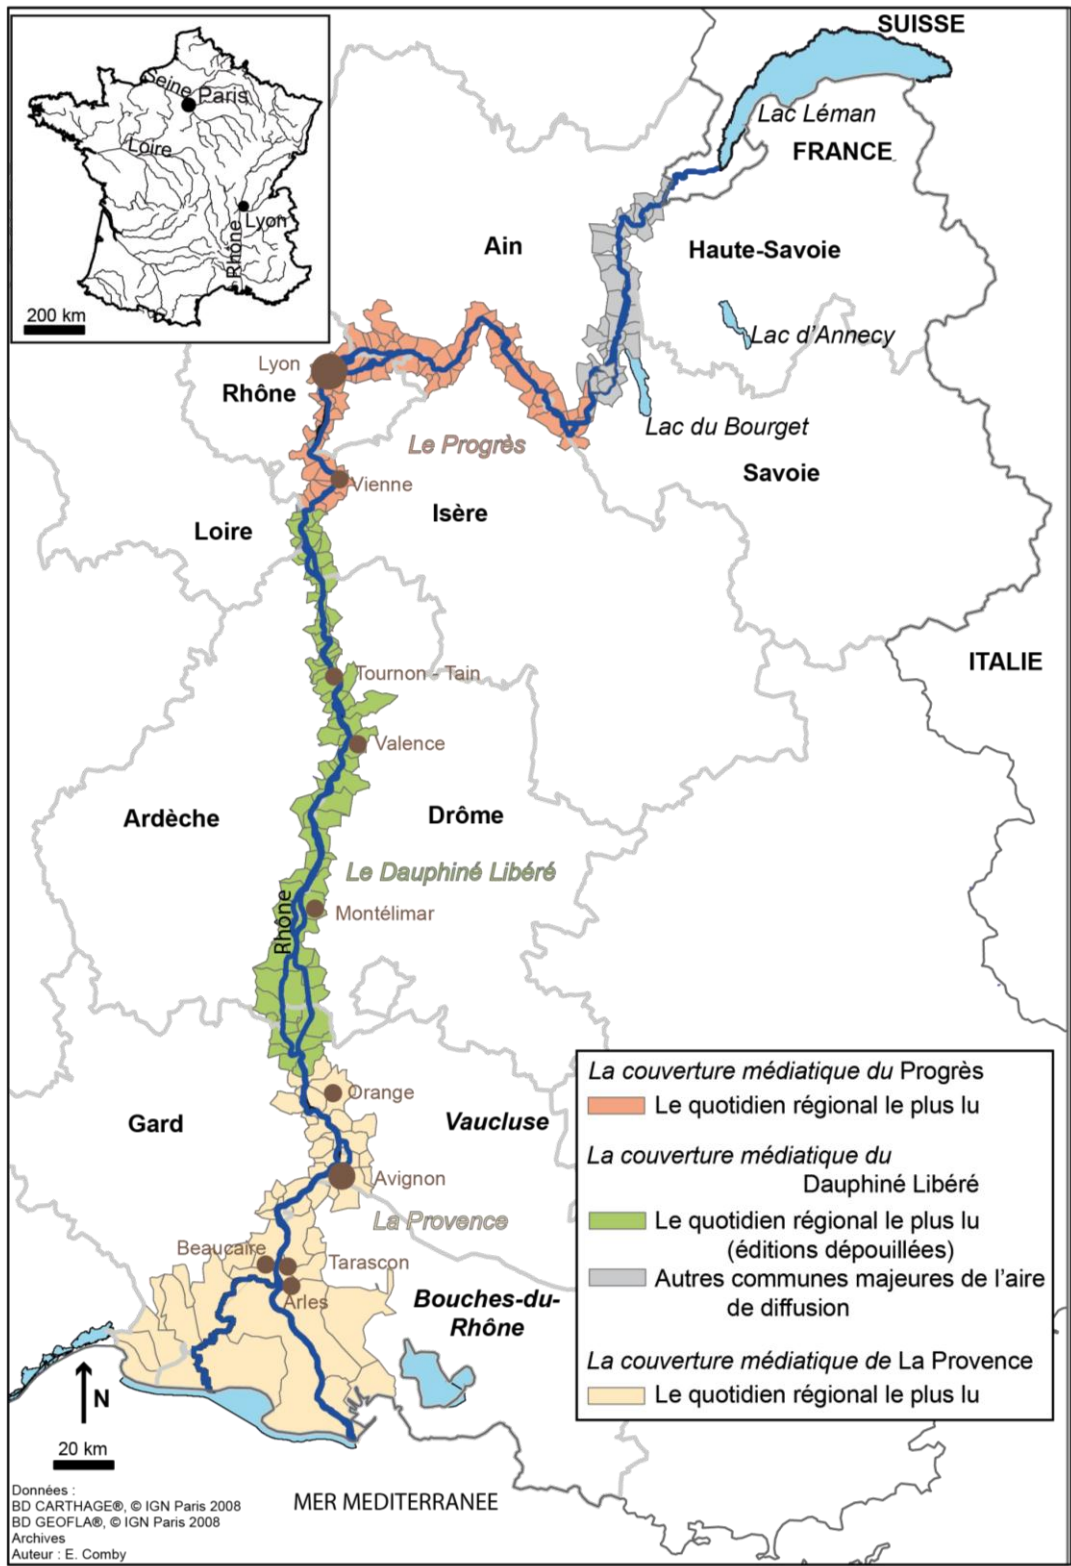 SUISSE
Seine
Paris
Lac Léman
Loire
FRANCE
Lyon
Rhône
200 km
Ain
Haute-Savoie
Lac d'Annecy
Lyon
Rhône
Lac du Bourget
Le Progrès
Savoie
Vienne
Isère
Loire
ITALIE
Tournon - Tain
Valence
Ardèche
Drôme
Le Dauphiné Libéré
Rhône
Montélimar
Orange
Gard
Vaucluse
Avignon
La Provence
Beaucaire
Tarascon
Arles
Bouches-du-
Rhône
La couverture médiatique du Progrès
Le quotidien régional le plus lu
La couverture médiatique du
Dauphiné Libéré
Le quotidien régional le plus lu
(éditions dépouillées)
Autres communes majeures de l'aire
de diffusion
La couverture médiatique de La Provence
Le quotidien régional le plus lu
N
20 km
MER MEDITERRANEE
Données :
BD CARTHAGE®, © IGN Paris 2008
BD GEOFLA®, © IGN Paris 2008
Archives
Auteur : E. Comby